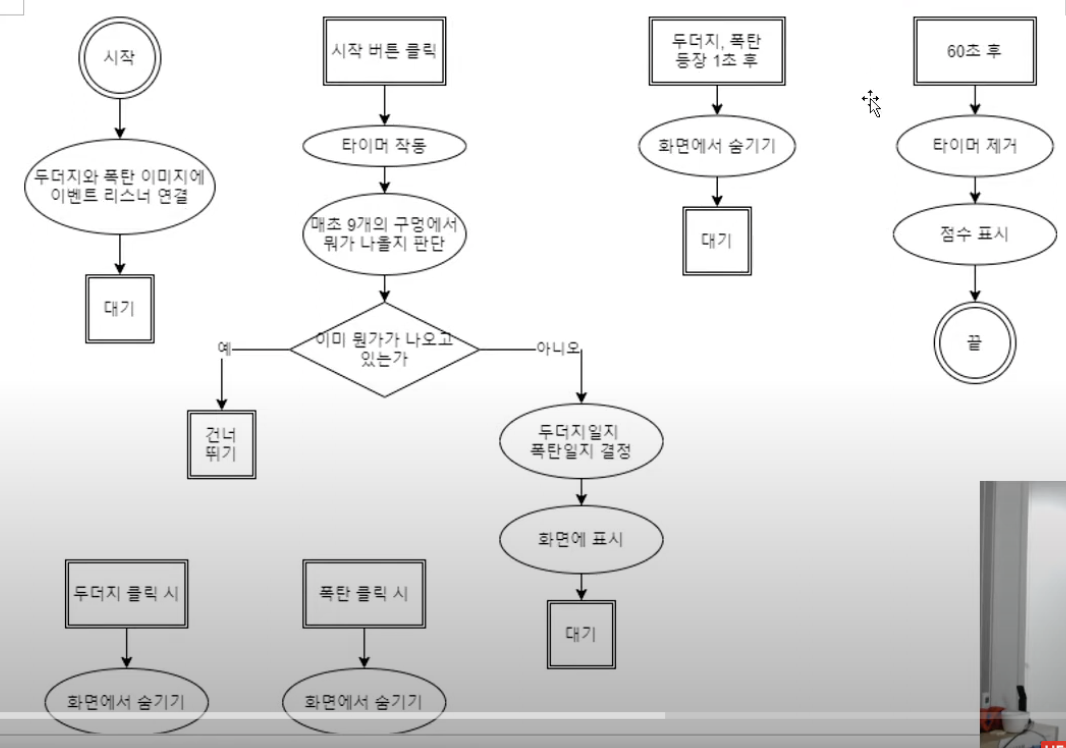 시작
두더지와 폭탄 이미지에
이벤트 리스너 연결
대기
시작 버튼 클릭
타이머 작동
매초 9개의 구멍에서
뭐가 나올지 판단
이미 뭔가가 나오고
있는가
예
건너
뛰기
아니오
두더지일지
폭탄일지 결정
화면에 표시
대기
두더지, 폭탄
등장 1초 후
화면에서 숨기기
대기
60초 후
타이머 제거
점수 표시
끝
두더지 클릭 시
화면에서 숨기기
폭탄 클릭 시
화면에서 숨기기